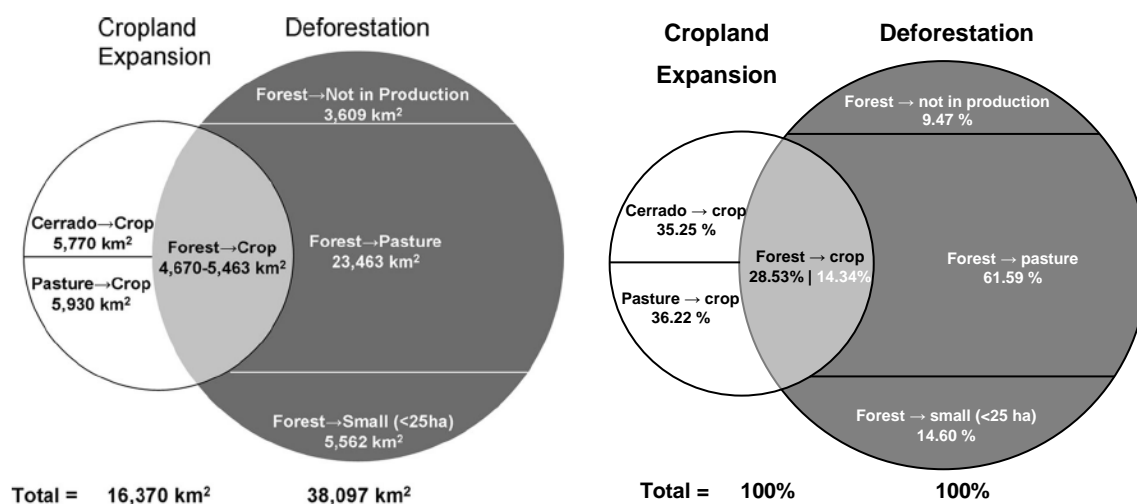 Cropland
Expansion
Deforestation
Forest→Not in Production
3,609 km²
Cerrado→Crop
5,770 km²
Pasture→Crop
5,930 km²
Forest→Crop
4,670-5,463 km²
Forest→Pasture
23,463 km²
Forest→Small (<25ha)
5,562 km²
Total = 16,370 km² 38,097 km²
Cropland
Expansion
Deforestation
Forest → not in production
9.47 %
Cerrado → crop
35.25 %
Pasture → crop
36.22 %
Forest → crop
28.53% | 14.34%
Forest → pasture
61.59 %
Forest → small (<25 ha)
14.60 %
Total = 100% 100%